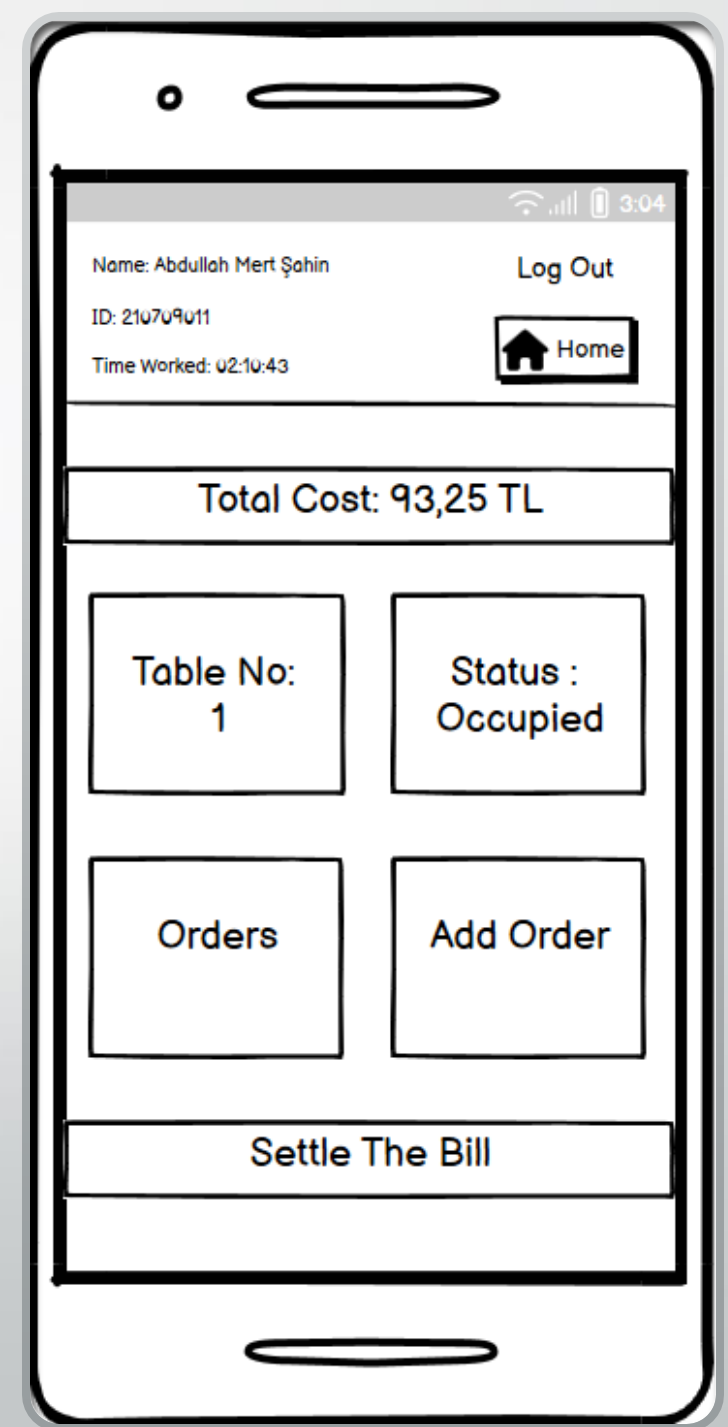 3:04
Name: Abdullah Mert Şahin
Log Out
ID: 210709011
Home
Time Worked: 02:10:43
Total Cost: 93,25 TL
Table No:
1
Status :
Occupied
Orders
Add Order
Settle The Bill